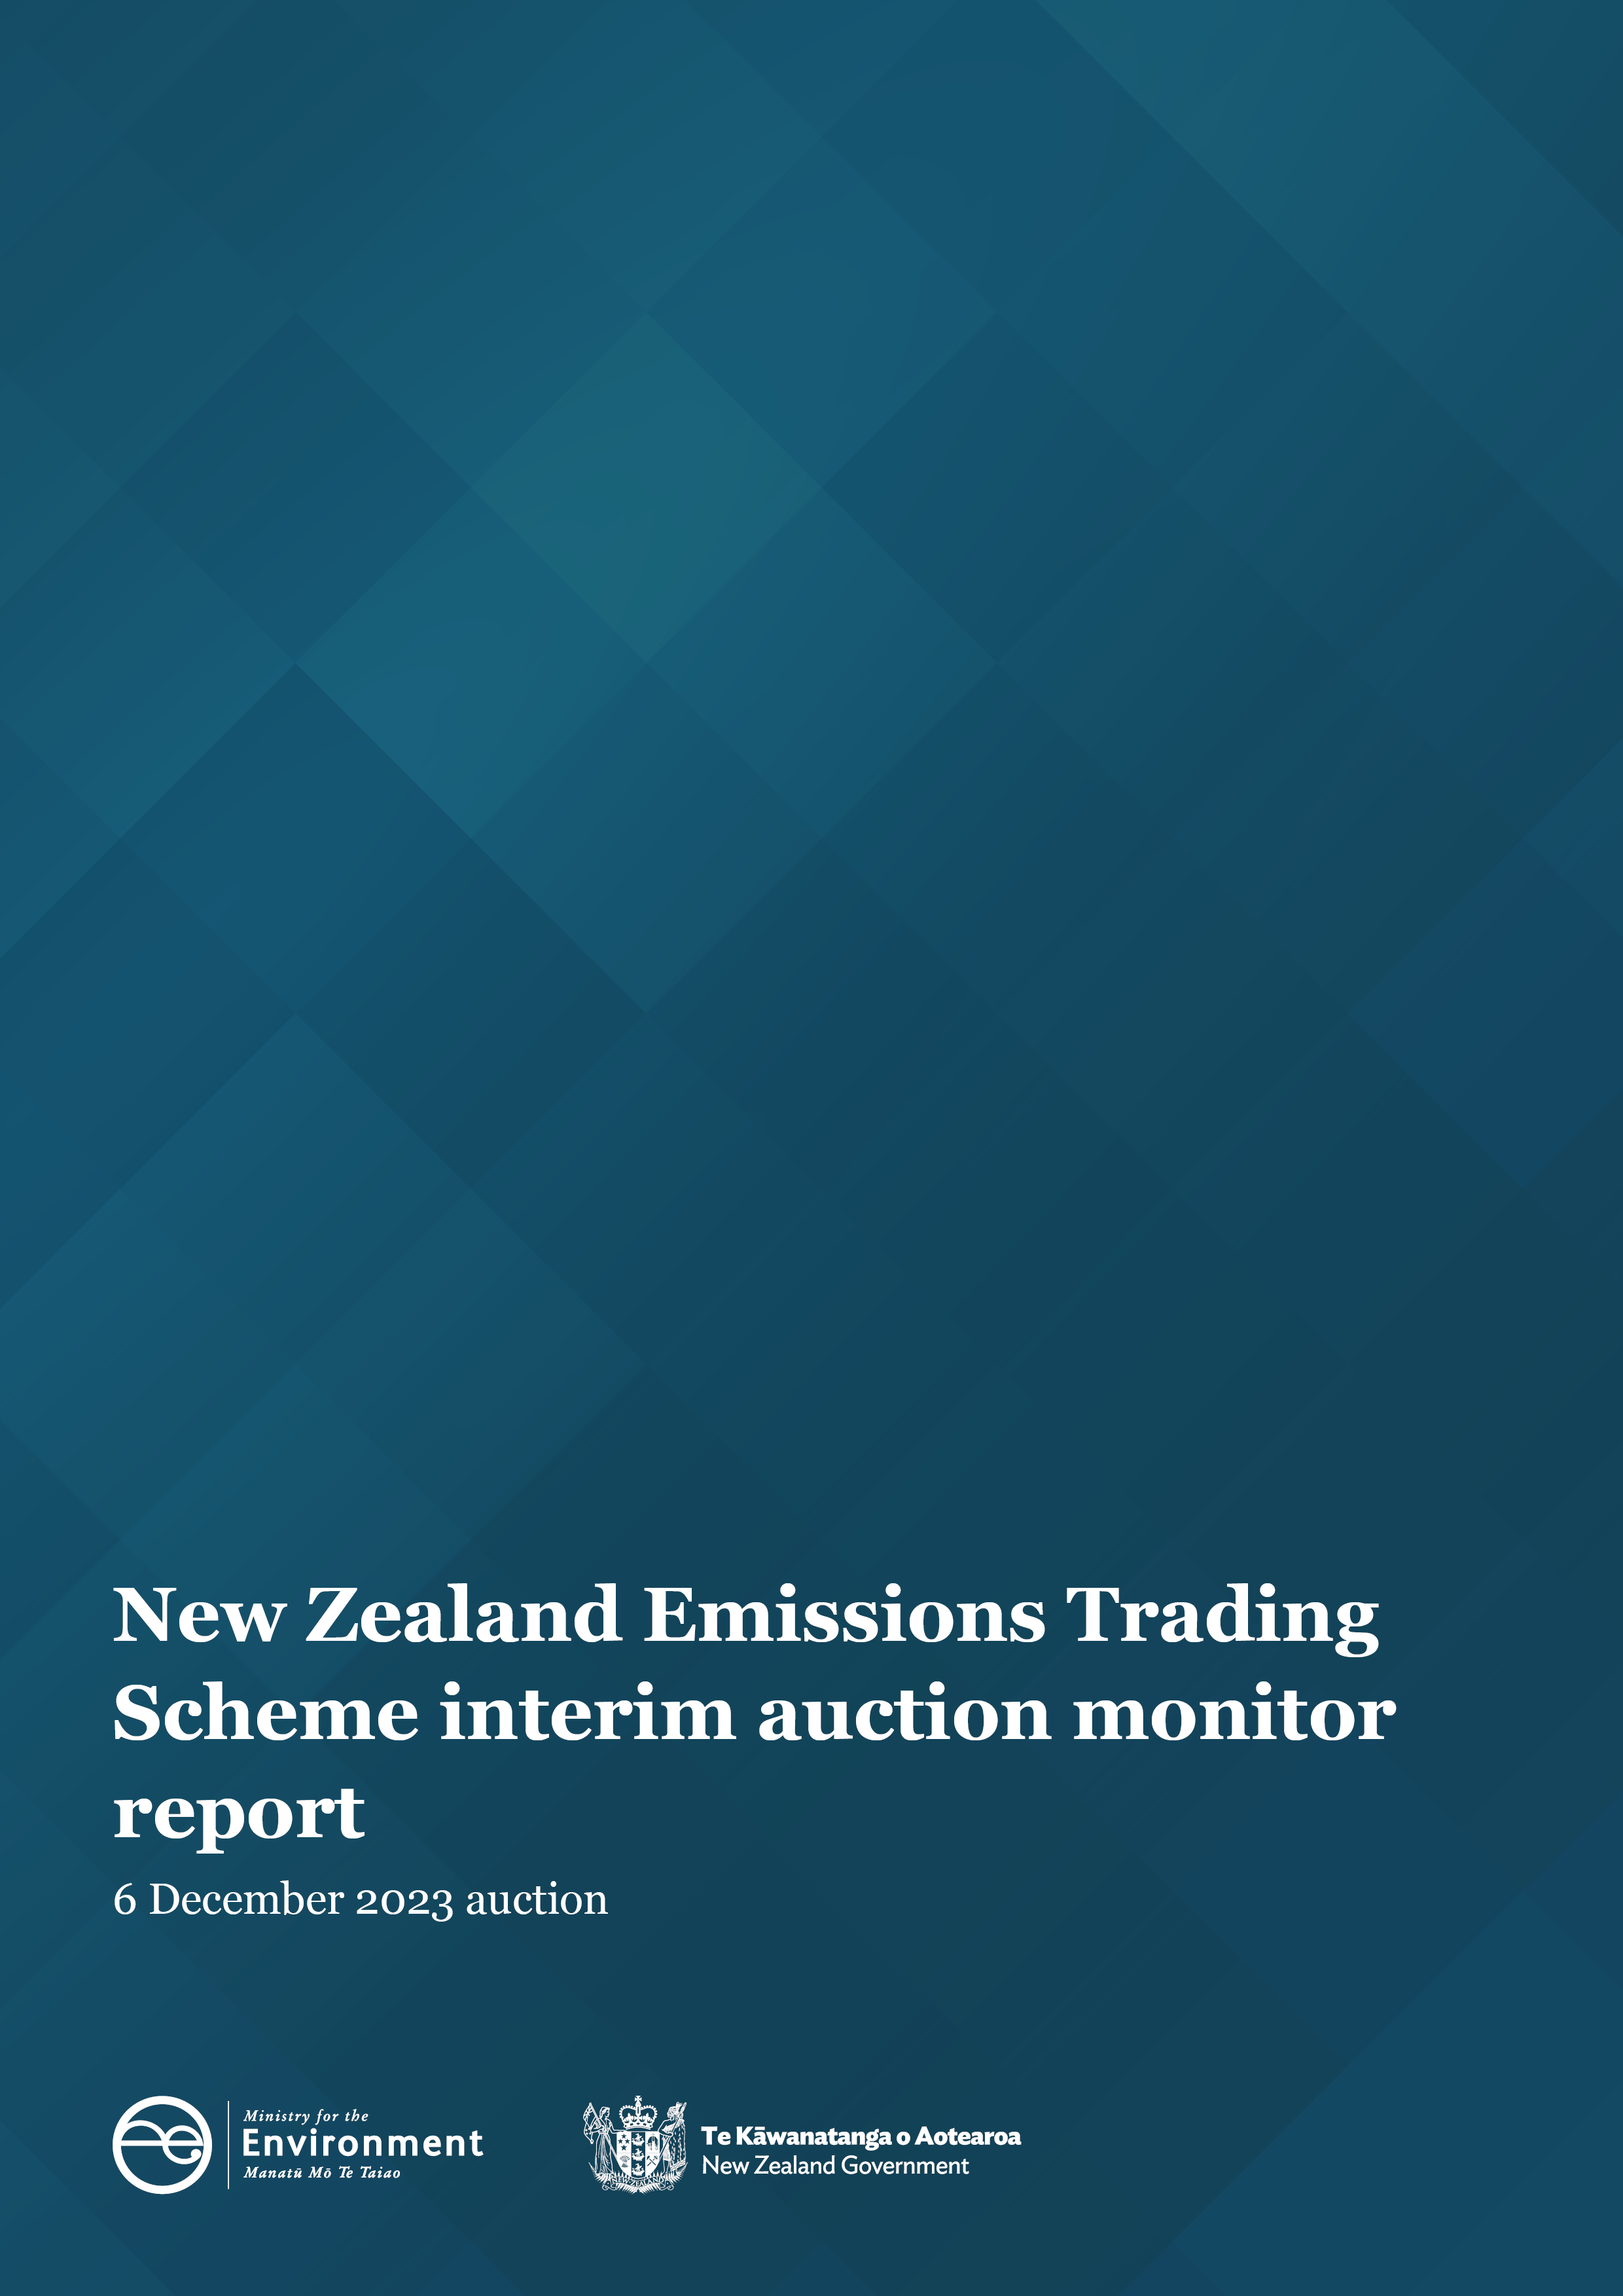 New Zealand Emissions Trading
Scheme interim auction monitor
report
6 December 2023 auction
Ministry for the
Environment
Manatū Mō Te Taiao
Te Kāwanatanga o Aotearoa
New Zealand Government